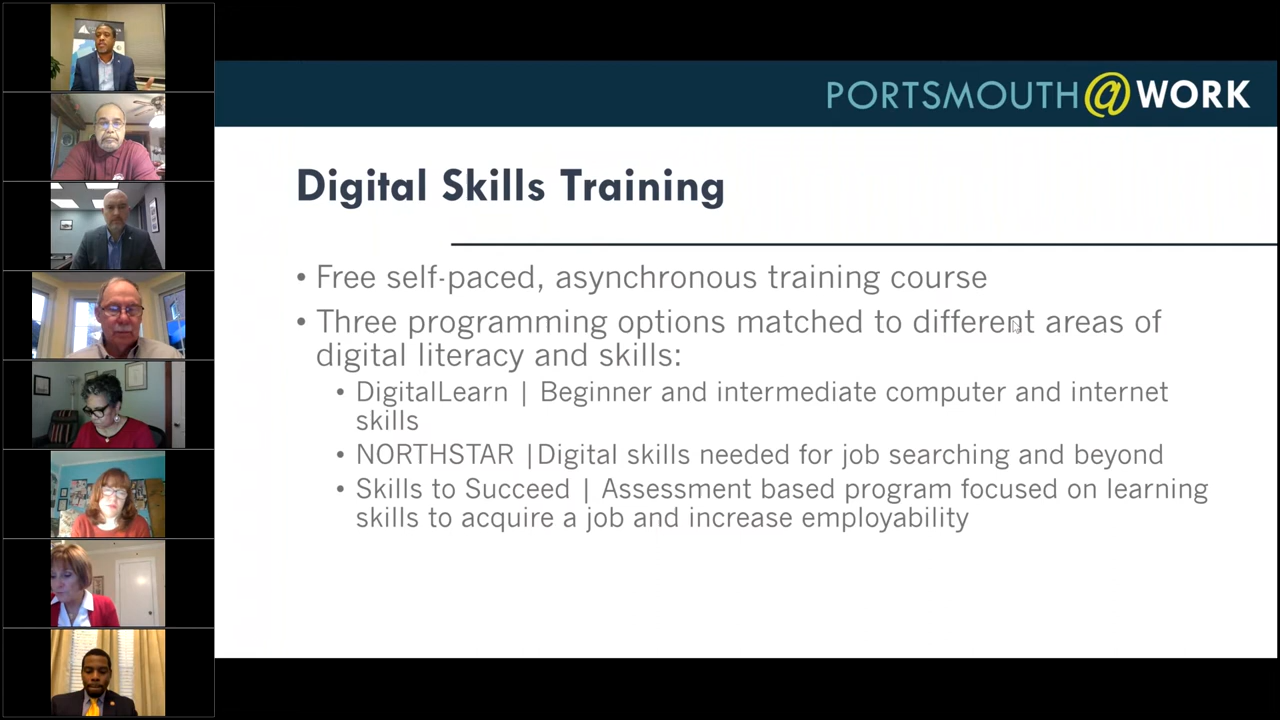 PORTSMOUTH@WORK
Digital Skills Training
• Free self-paced, asynchronous training course
• Three programming options matched to different areas of
digital literacy and skills:
• DigitalLearn | Beginner and intermediate computer and internet
skills
• NORTHSTAR |Digital skills needed for job searching and beyond
• Skills to Succeed | Assessment based program focused on learning
skills to acquire a job and increase employability